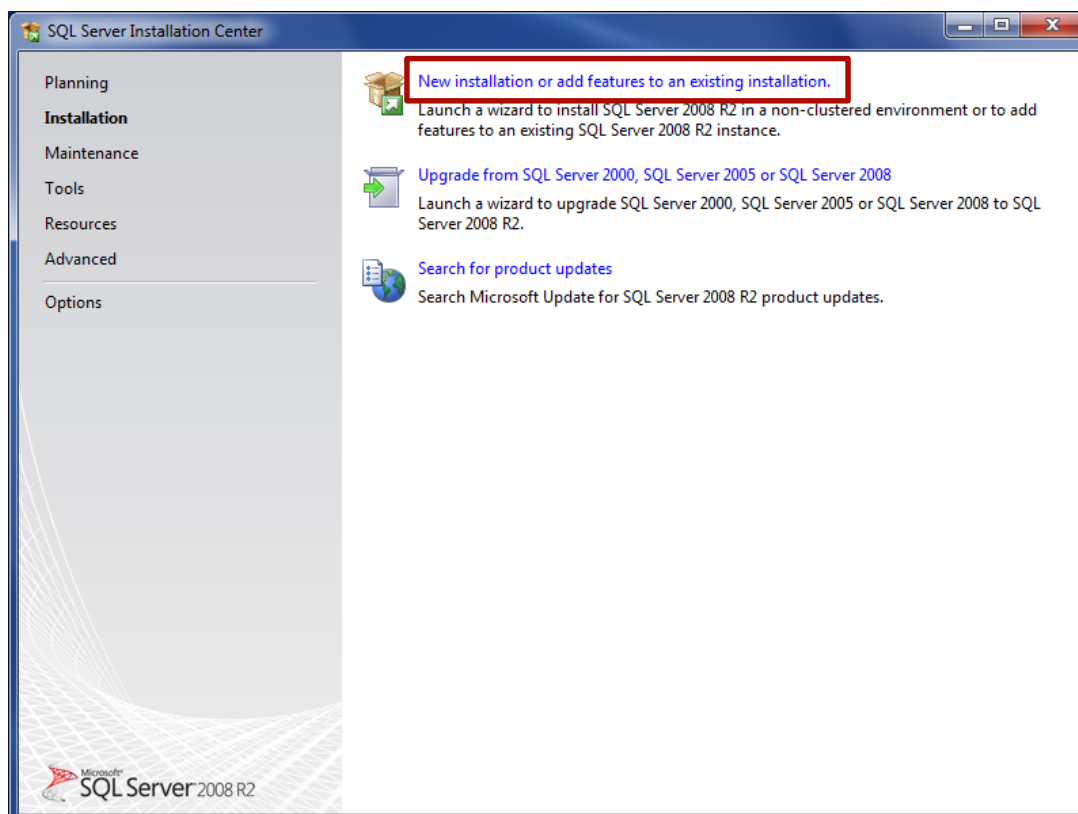 SQL Server Installation Center
Planning
Installation
Maintenance
Tools
Resources
Advanced
Options
New installation or add features to an existing installation.
Launch a wizard to install SQL Server 2008 R2 in a non-clustered environment or to add
features to an existing SQL Server 2008 R2 instance.
Upgrade from SQL Server 2000, SQL Server 2005 or SQL Server 2008
Launch a wizard to upgrade SQL Server 2000, SQL Server 2005 or SQL Server 2008 to SQL
Server 2008 R2.
Search for product updates
Search Microsoft Update for SQL Server 2008 R2 product updates.
Microsoft
SQL Server 2008 R2